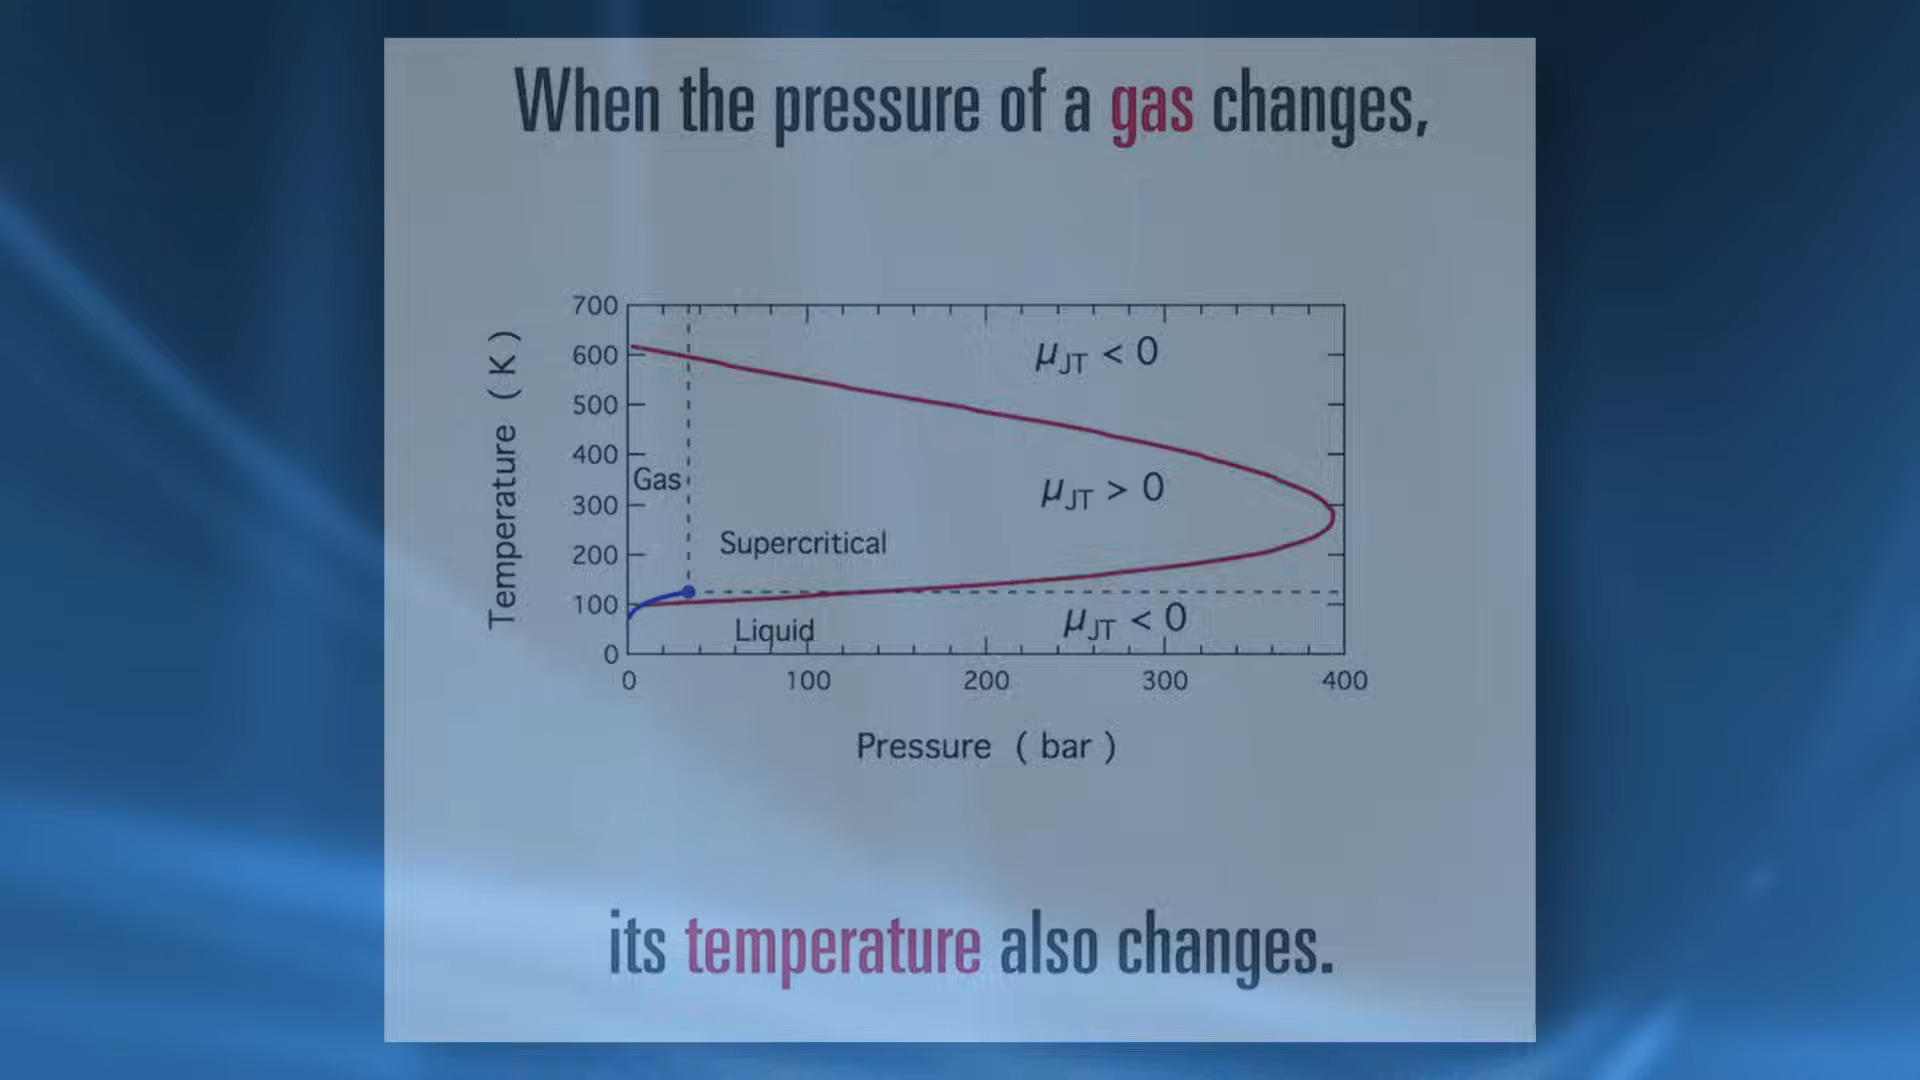 When the pressure of a gas changes,
700
600
500
400
300
200
100
0
Temperature ( K )
μJT < 0
Gas
μJT > 0
Supercritical
μJT < 0
Liquid
0 100 200 300 400
Pressure ( bar )
its temperature also changes.